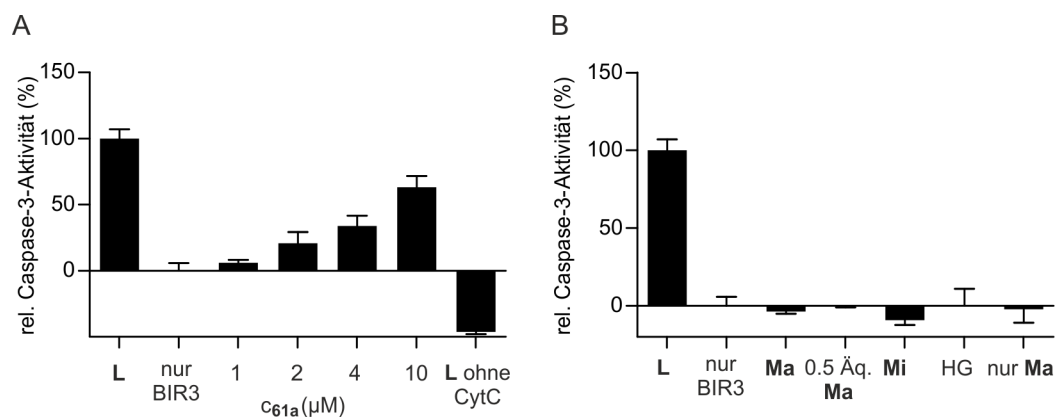 A
rel. Caspase-3-Aktivität (%)
150
100
50
0
L
nur
BIR3
1
2
4
10
L ohne
CytC
c61a (µM)
B
rel. Caspase-3-Aktivität (%)
150
100
50
0
L
nur
BIR3
Ma
0.5 Äq.
Ma
Mi
HG
nur Ma